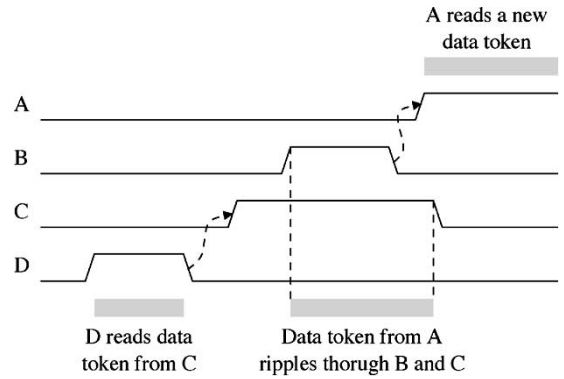 A reads a new
data token
A
B
C
D
D reads data
token from C
Data token from A
ripples thorugh B and C